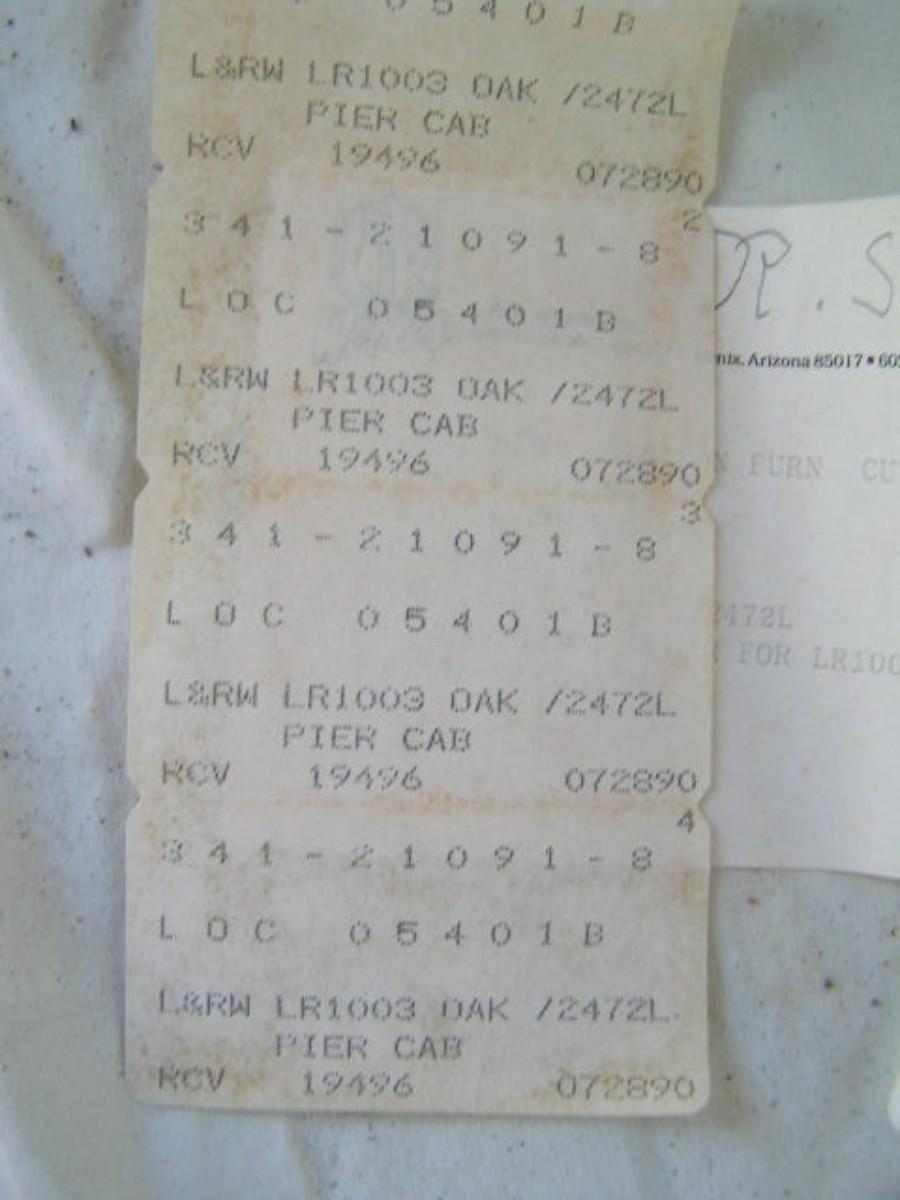 05401B
L&RW LR1003 OAK /2472L
PIER CAB
RCV 19496 072890
2
341-21091-8
LOC 05401B
L&RW LR1003 OAK /2472L
PIER CAB
RCV 19496 072890
3
341-21091-8
LOC 05401B
L&RW LR1003 OAK /2472L
PIER CAB
RCV 19496 072890
4
341-21091-8
LOC 05401B
L&RW LR1003 OAK /2472L
PIER CAB
RCV 19496 072890
R. S
nix, Arizona 85017 • 602
N FURN CU
2472L
FOR LR100